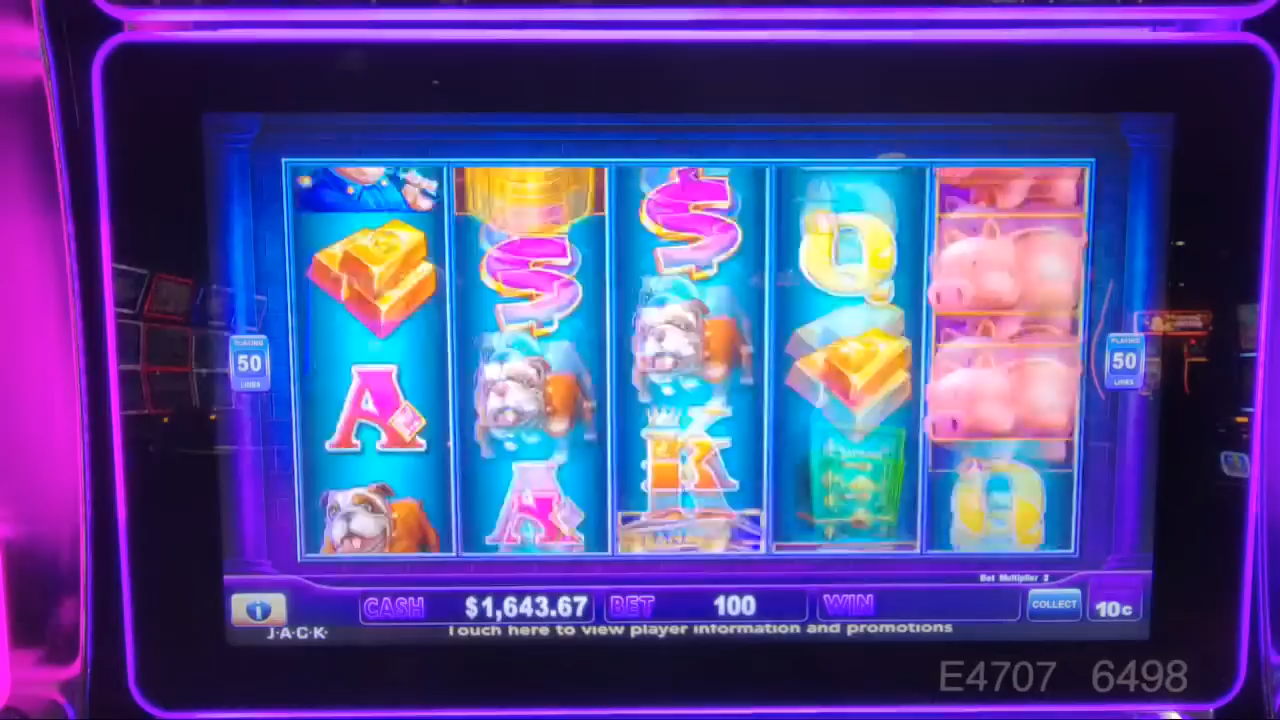 $
$
Q
A
A
K
Q
PLAYING
50
LINES
PLAYING
50
LINES
Bet Multiplier 2
CASH $1,643.67 BET 100 WIN COLLECT 10¢
J·A·C·K·
Touch here to view player information and promotions
E4707 6498